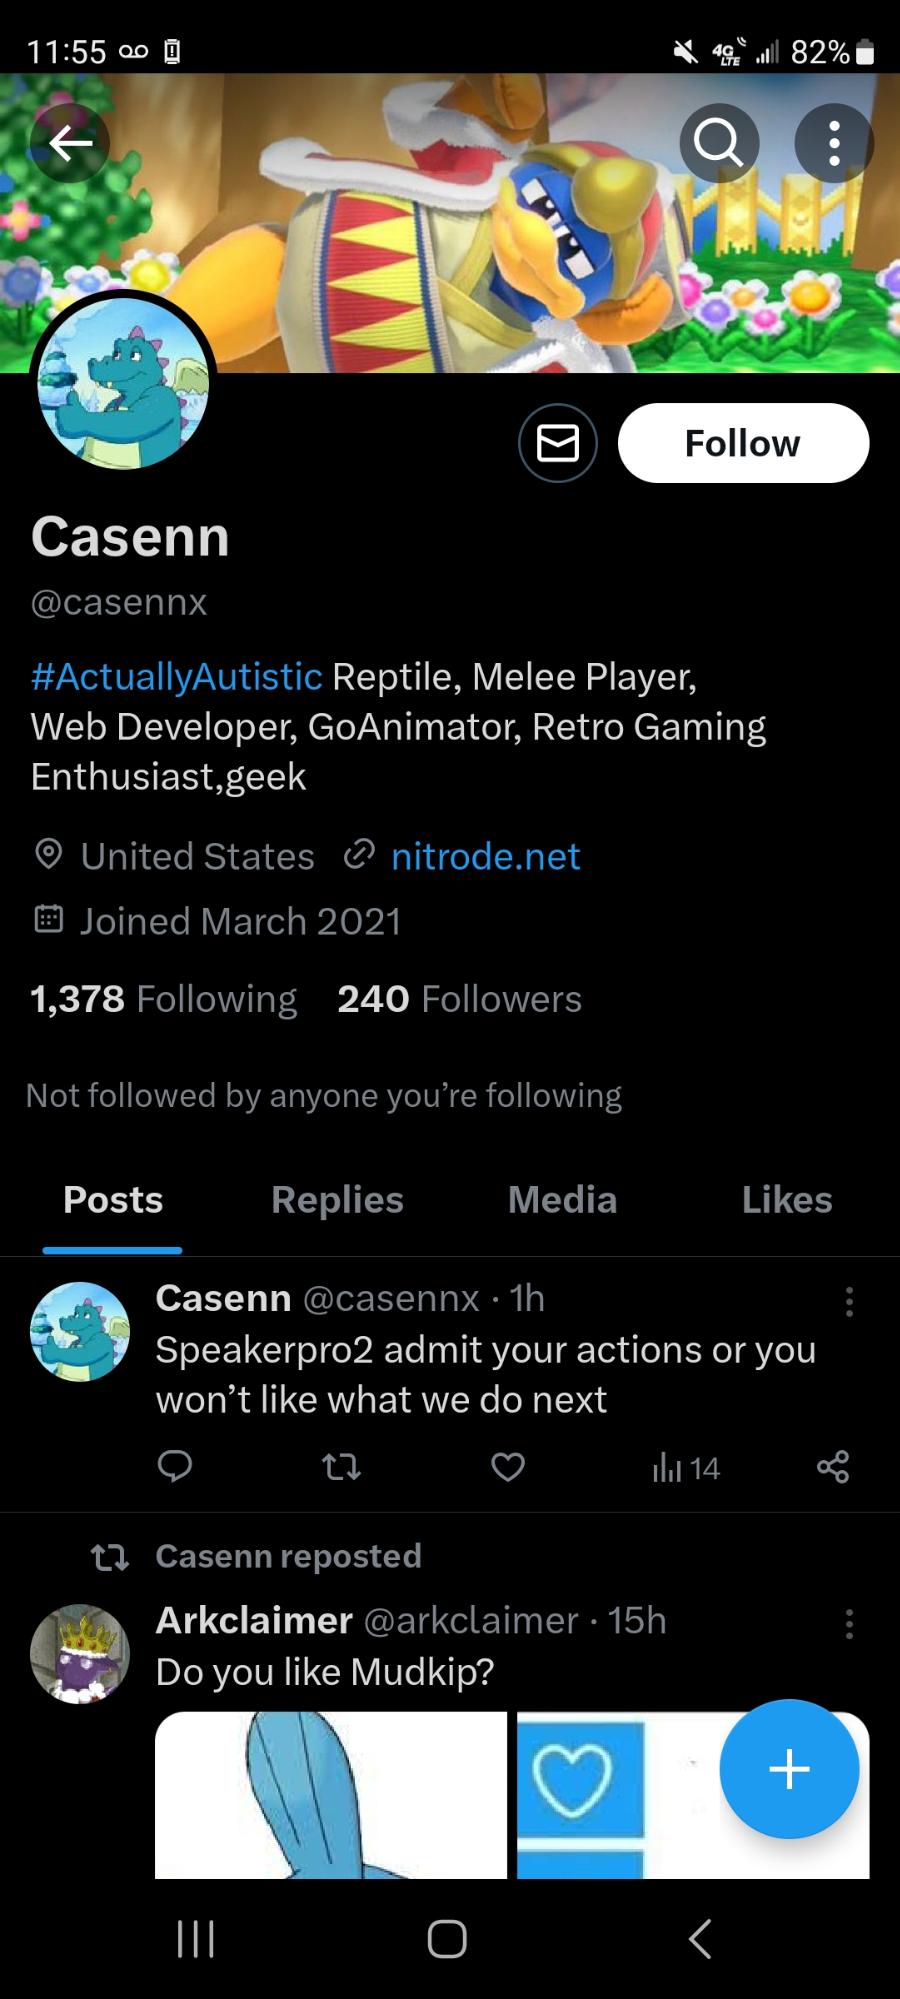 11:55
4G LTE
82%
Follow
Casenn
@casennx
#ActuallyAutistic Reptile, Melee Player,
Web Developer, GoAnimator, Retro Gaming
Enthusiast,geek
United States nitrode.net
Joined March 2021
1,378 Following 240 Followers
Not followed by anyone you’re following
Posts Replies Media Likes
Casenn @casennx · 1h
Speakerpro2 admit your actions or you
won’t like what we do next
14
Casenn reposted
Arkclaimer @arkclaimer · 15h
Do you like Mudkip?